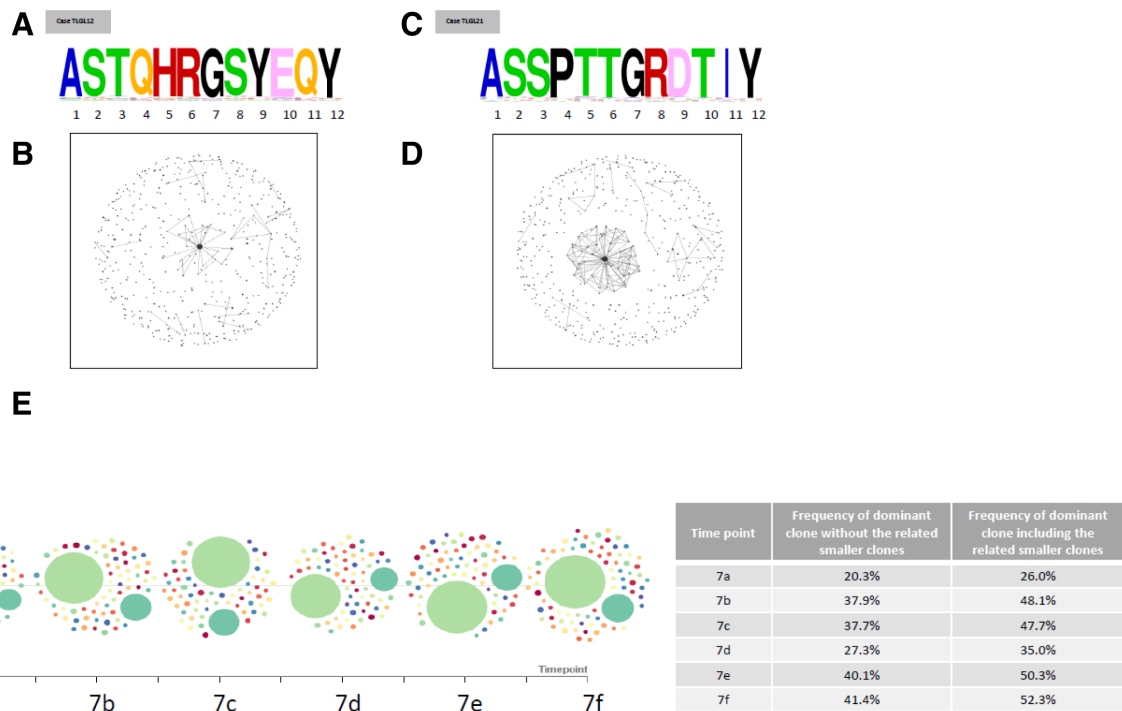 A
Case TLGL12
ASTQHRGSYEQY
1 2 3 4 5 6 7 8 9 10 11 12
B
C
Case TLGL21
ASSPTTGRDTIY
1 2 3 4 5 6 7 8 9 10 11 12
D
E
Timepoint
7b 7c 7d 7e 7f
Time point
Frequency of dominant
clone without the related
smaller clones
Frequency of dominant
clone including the
related smaller clones
7a 20.3% 26.0%
7b 37.9% 48.1%
7c 37.7% 47.7%
7d 27.3% 35.0%
7e 40.1% 50.3%
7f 41.4% 52.3%